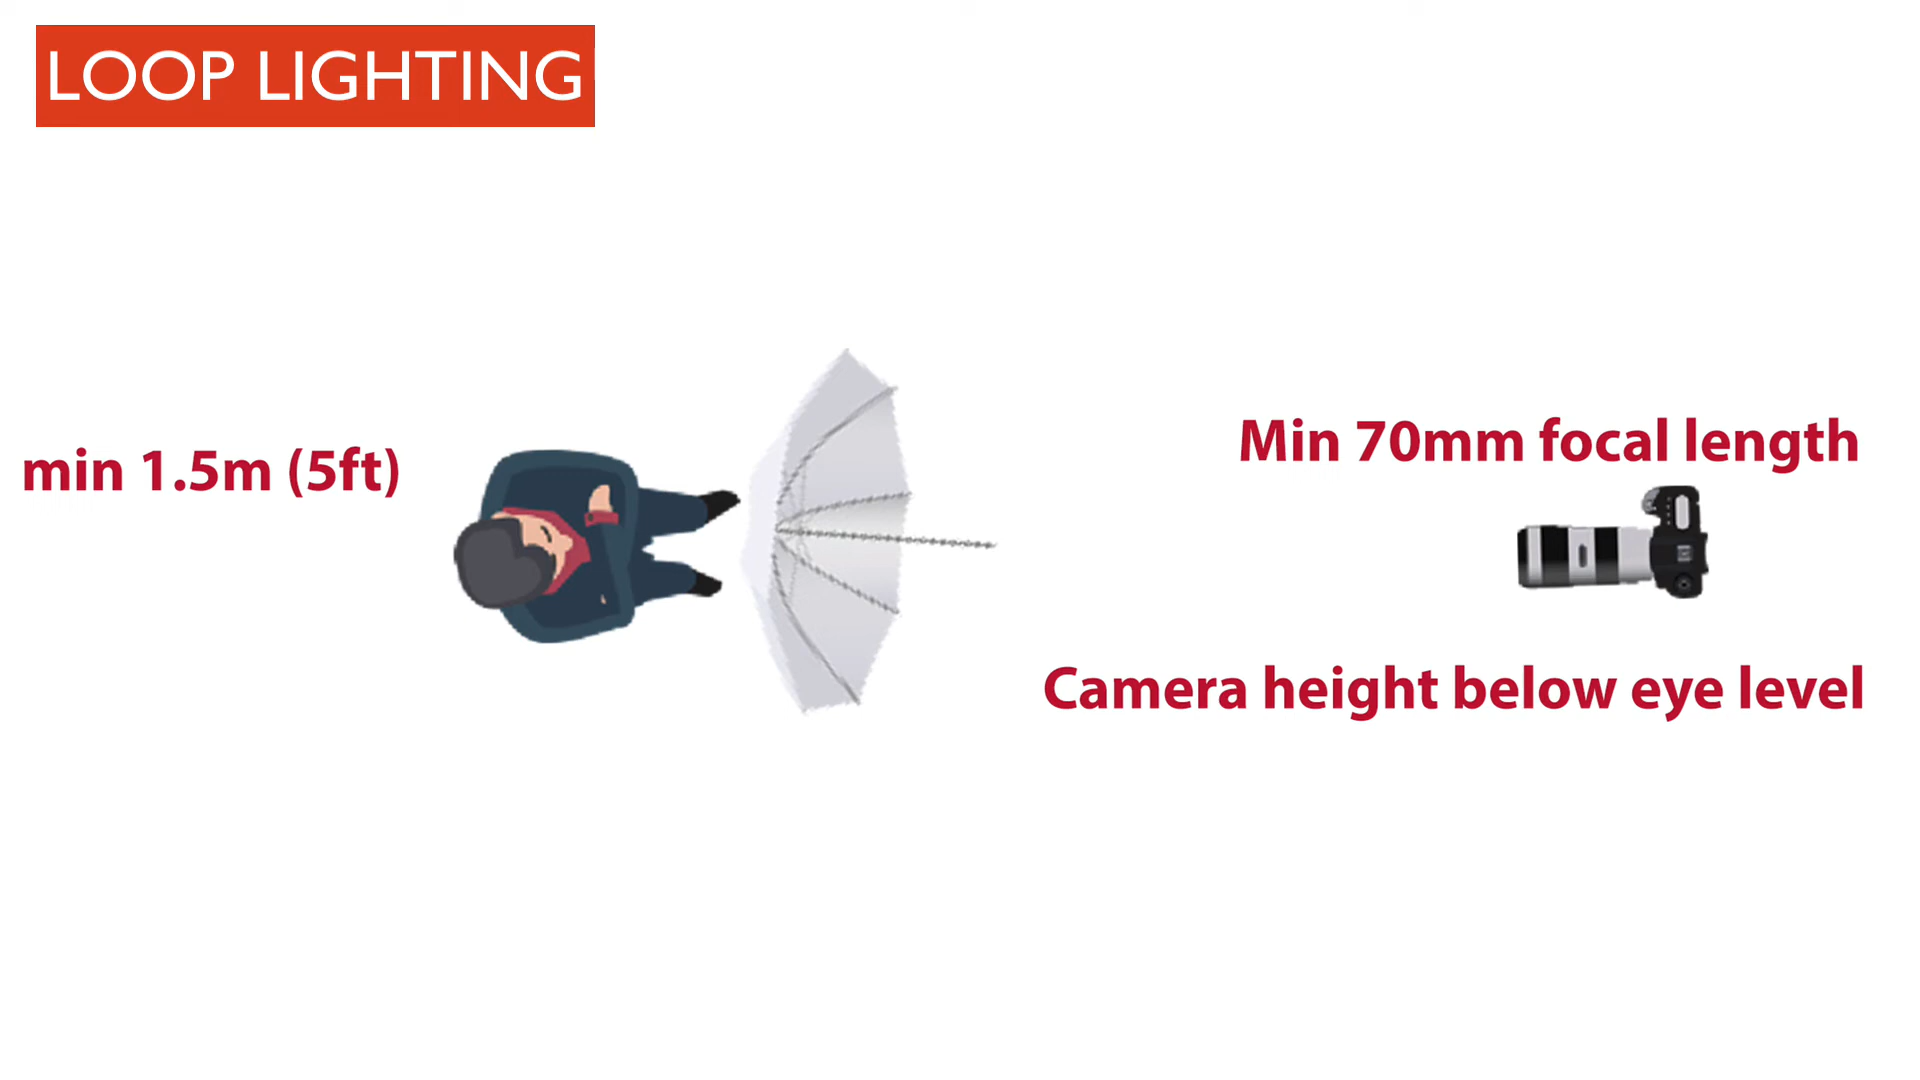 LOOP LIGHTING
min 1.5m (5ft)
Min 70mm focal length
Camera height below eye level